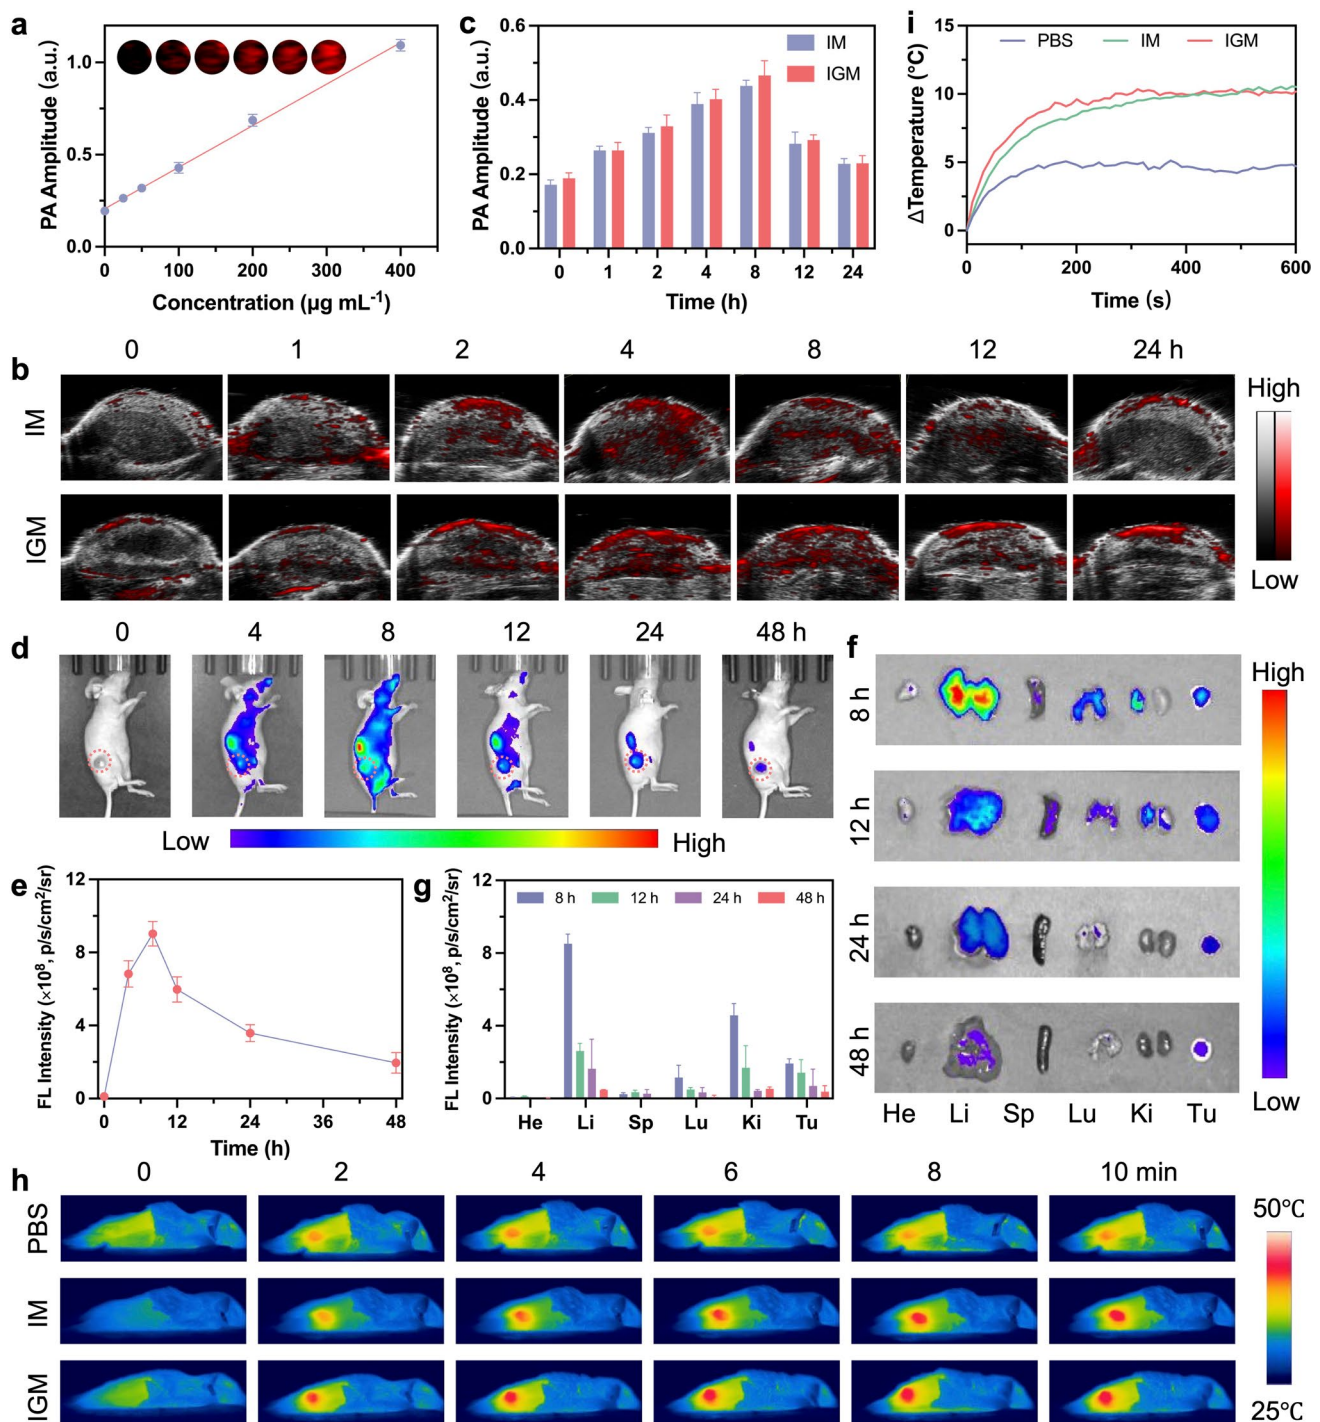 a
PA Amplitude (a.u.)
1.0
0.5
0.0
0 100 200 300 400
Concentration (μg mL⁻¹)
c
PA Amplitude (a.u.)
0.6
0.4
0.2
0.0
IM
IGM
0 1 2 4 8 12 24
Time (h)
i
ΔTemperature (°C)
15
10
5
0
PBS IM IGM
0 200 400 600
Time (s)
b
0 1 2 4 8 12 24 h
IM
IGM
High
Low
d
0 4 8 12 24 48 h
Low High
f
8 h
12 h
24 h
48 h
He Li Sp Lu Ki Tu
High
Low
e
FL Intensity (×10⁸, p/s/cm²/sr)
12
8
4
0
0 12 24 36 48
Time (h)
g
FL Intensity (×10⁸, p/s/cm²/sr)
12
8
4
0
8 h 12 h 24 h 48 h
He Li Sp Lu Ki Tu
h
0 2 4 6 8 10 min
PBS
IM
IGM
50℃
25℃